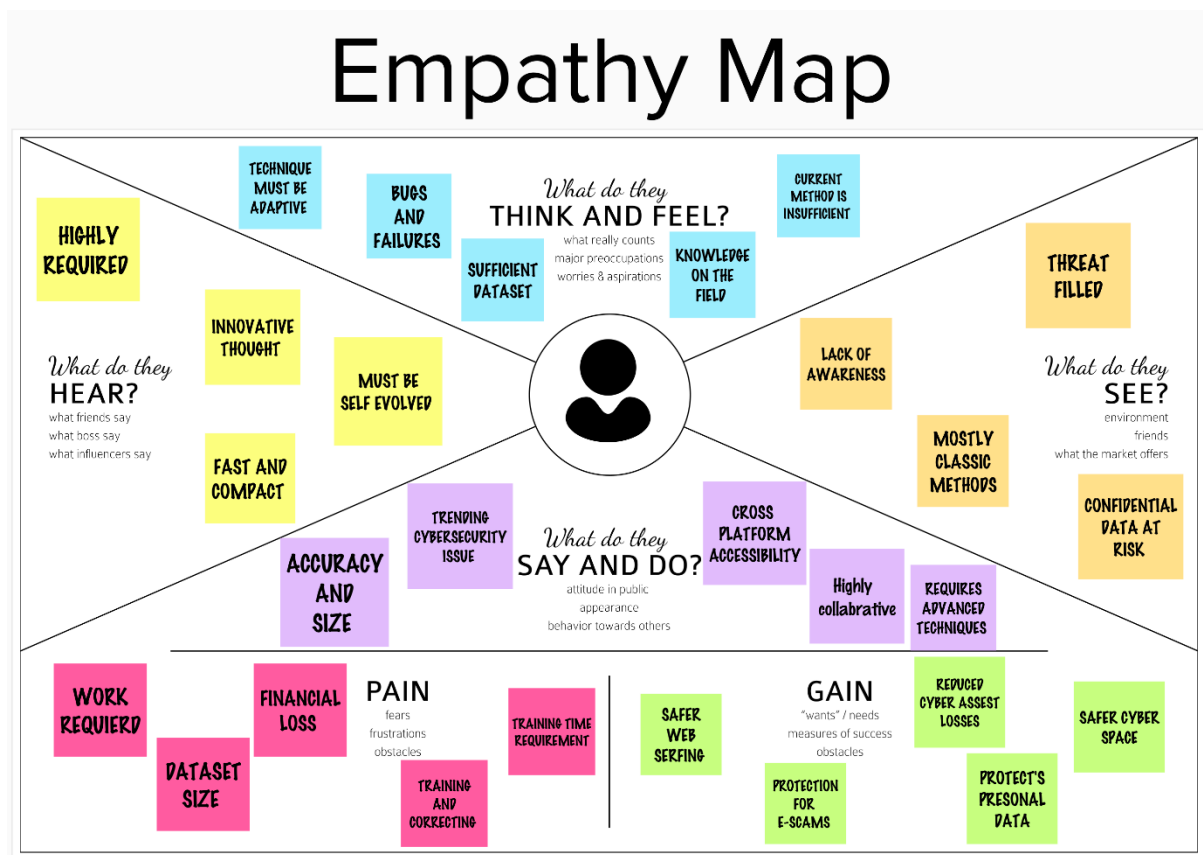 Empathy Map
TECHNIQUE
MUST BE
ADAPTIVE
BUGS
AND
FAILURES
SUFFICIENT
DATASET
What do they
THINK AND FEEL?
what really counts
major preoccupations
worries & aspirations
KNOWLEDGE
ON THE
FIELD
CURRENT
METHOD IS
INSUFFICIENT
HIGHLY
REQUIRED
INNOVATIVE
THOUGHT
MUST BE
SELF EVOLVED
What do they
HEAR?
what friends say
what boss say
what influencers say
FAST AND
COMPACT
THREAT
FILLED
LACK OF
AWARENESS
What do they
SEE?
environment
friends
what the market offers
MOSTLY
CLASSIC
METHODS
CONFIDENTIAL
DATA AT
RISK
ACCURACY
AND
SIZE
TRENDING
CYBERSECURITY
ISSUE
What do they
SAY AND DO?
attitude in public
appearance
behavior towards others
CROSS
PLATFORM
ACCESSIBILITY
Highly
collabrative
REQUIRES
ADVANCED
TECHNIQUES
WORK
REQUIERD
DATASET
SIZE
FINANCIAL
LOSS
PAIN
fears
frustrations
obstacles
TRAINING
AND
CORRECTING
TRAINING TIME
REQUIREMENT
SAFER
WEB
SERFING
GAIN
"wants" / needs
measures of success
obstacles
PROTECTION
FOR
E-SCAMS
REDUCED
CYBER ASSEST
LOSSES
PROTECT'S
PRESONAL
DATA
SAFER CYBER
SPACE